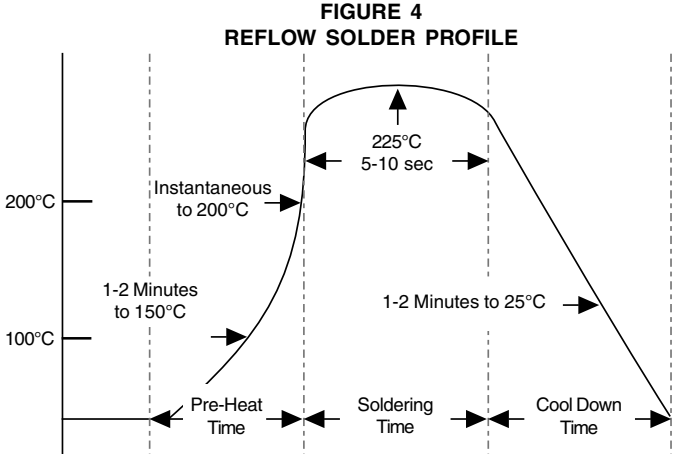 FIGURE 4
REFLOW SOLDER PROFILE
225°C
5-10 sec
200°C
Instantaneous
to 200°C
1-2 Minutes
to 150°C
1-2 Minutes to 25°C
100°C
Pre-Heat
Time
Soldering
Time
Cool Down
Time